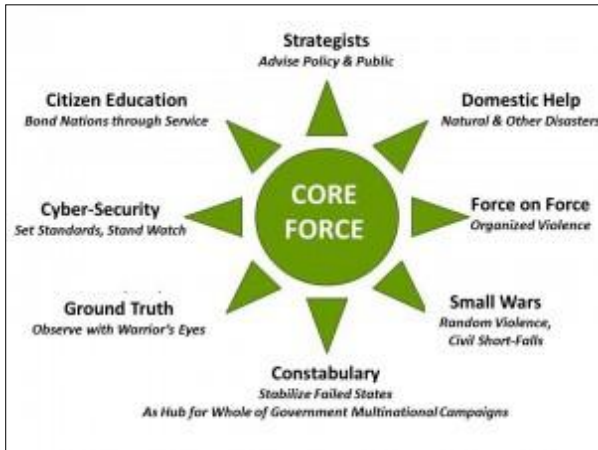 Strategists
Advise Policy & Public
Citizen Education
Bond Nations through Service
Domestic Help
Natural & Other Disasters
CORE
FORCE
Cyber-Security
Set Standards, Stand Watch
Force on Force
Organized Violence
Ground Truth
Observe with Warrior's Eyes
Small Wars
Random Violence,
Civil Short-Falls
Constabulary
Stabilize Failed States
As Hub for Whole of Government Multinational Campaigns